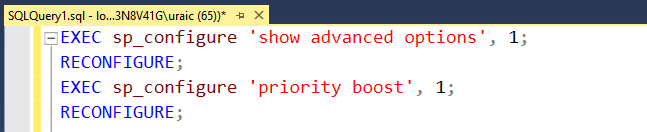 SQLQuery1.sql - lo...3N8V41G\uraic (65))*
EXEC sp_configure 'show advanced options', 1;
RECONFIGURE;
EXEC sp_configure 'priority boost', 1;
RECONFIGURE;